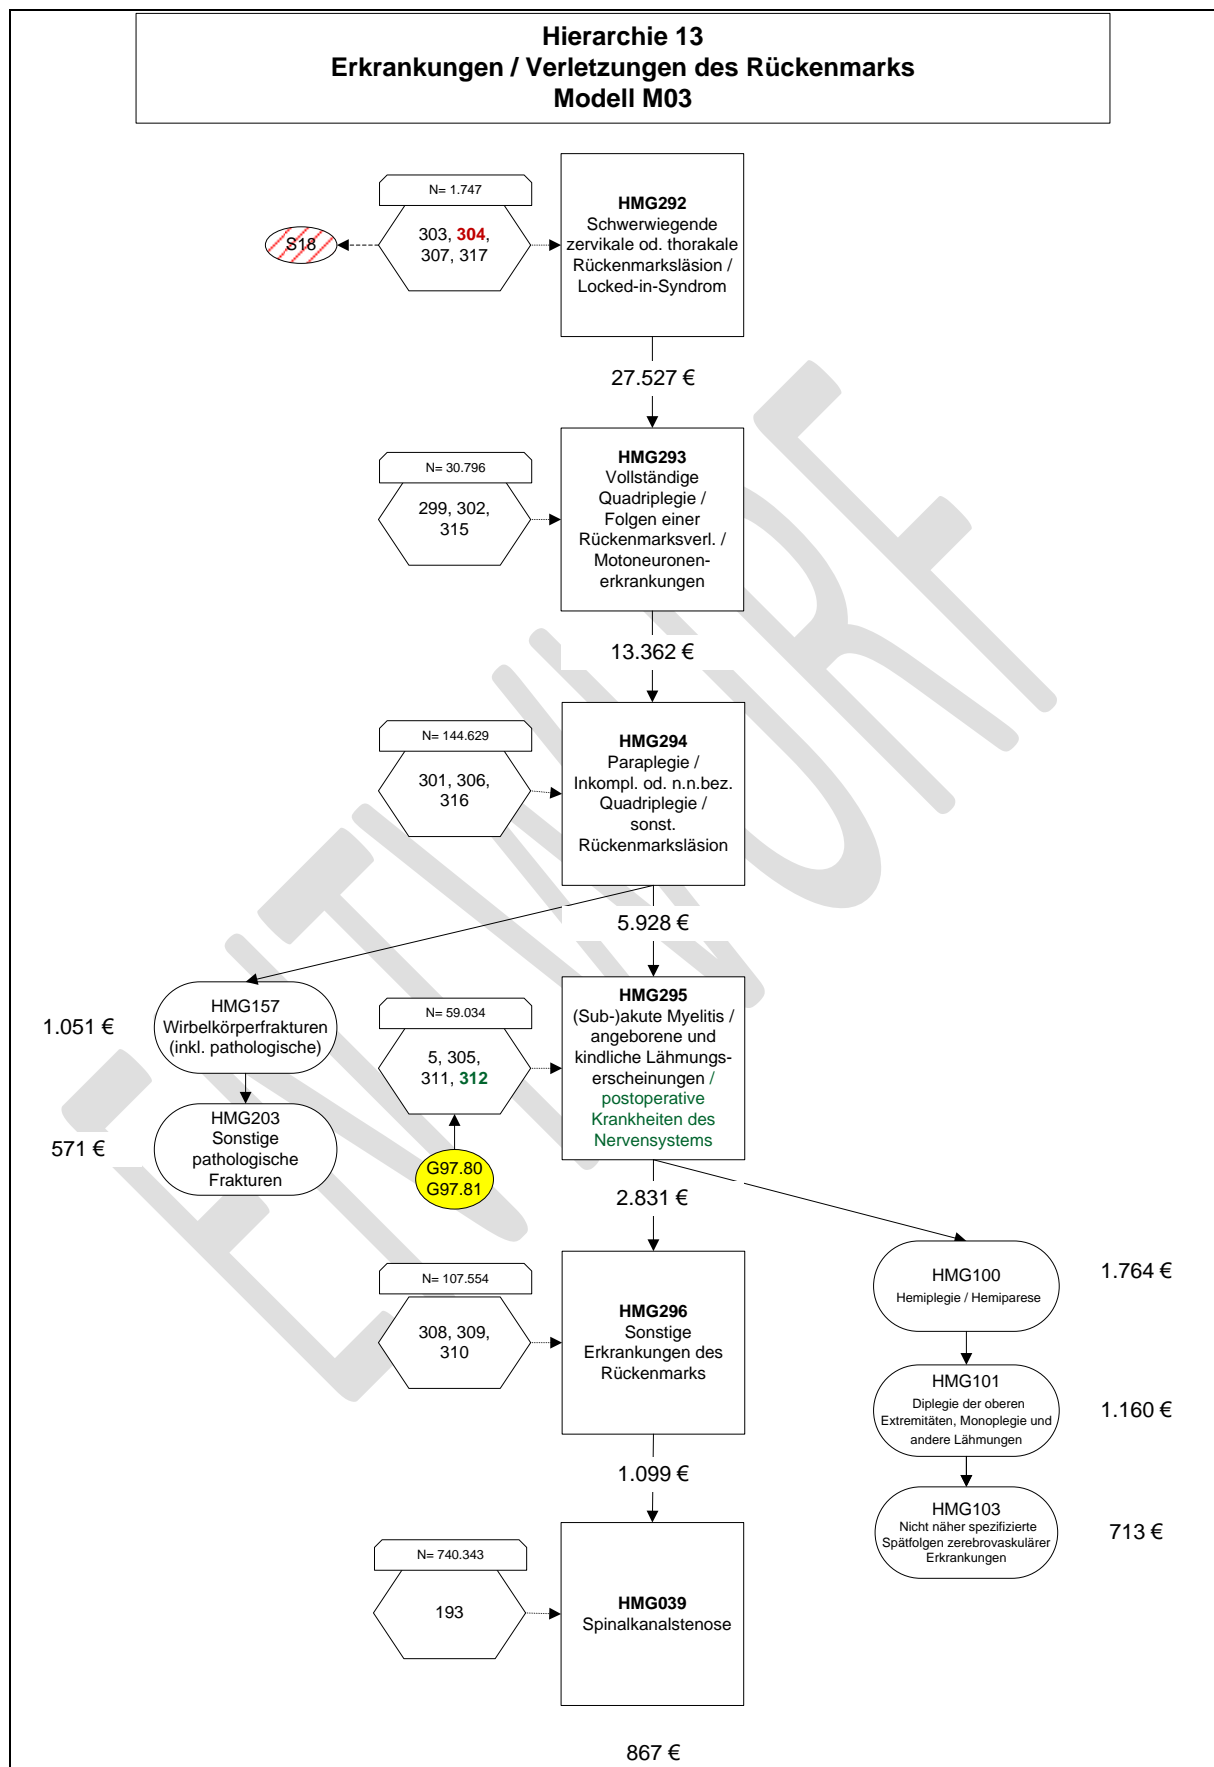 Hierarchie 13
Erkrankungen / Verletzungen des Rückenmarks
Modell M03
N= 1.747
303, 304,
307, 317
S18
HMG292
Schwerwiegende
zervikale od. thorakale
Rückenmarksläsion /
Locked-in-Syndrom
27.527 €
N= 30.796
299, 302,
315
HMG293
Vollständige
Quadriplegie /
Folgen einer
Rückenmarksverl. /
Motoneuronen-
erkrankungen
13.362 €
N= 144.629
301, 306,
316
HMG294
Paraplegie /
Inkompl. od. n.n.bez.
Quadriplegie /
sonst.
Rückenmarksläsion
5.928 €
1.051 €
HMG157
Wirbelkörperfrakturen
(inkl. pathologische)
571 €
HMG203
Sonstige
pathologische
Frakturen
N= 59.034
5, 305,
311, 312
G97.80
G97.81
HMG295
(Sub-)akute Myelitis /
angeborene und
kindliche Lähmungs-
erscheinungen /
postoperative
Krankheiten des
Nervensystems
2.831 €
HMG100
Hemiplegie / Hemiparese
1.764 €
HMG101
Diplegie der oberen
Extremitäten, Monoplegie und
andere Lähmungen
1.160 €
HMG103
Nicht näher spezifizierte
Spätfolgen zerebrovaskulärer
Erkrankungen
713 €
N= 107.554
308, 309,
310
HMG296
Sonstige
Erkrankungen des
Rückenmarks
1.099 €
N= 740.343
193
HMG039
Spinalkanalstenose
867 €
ENTWURF